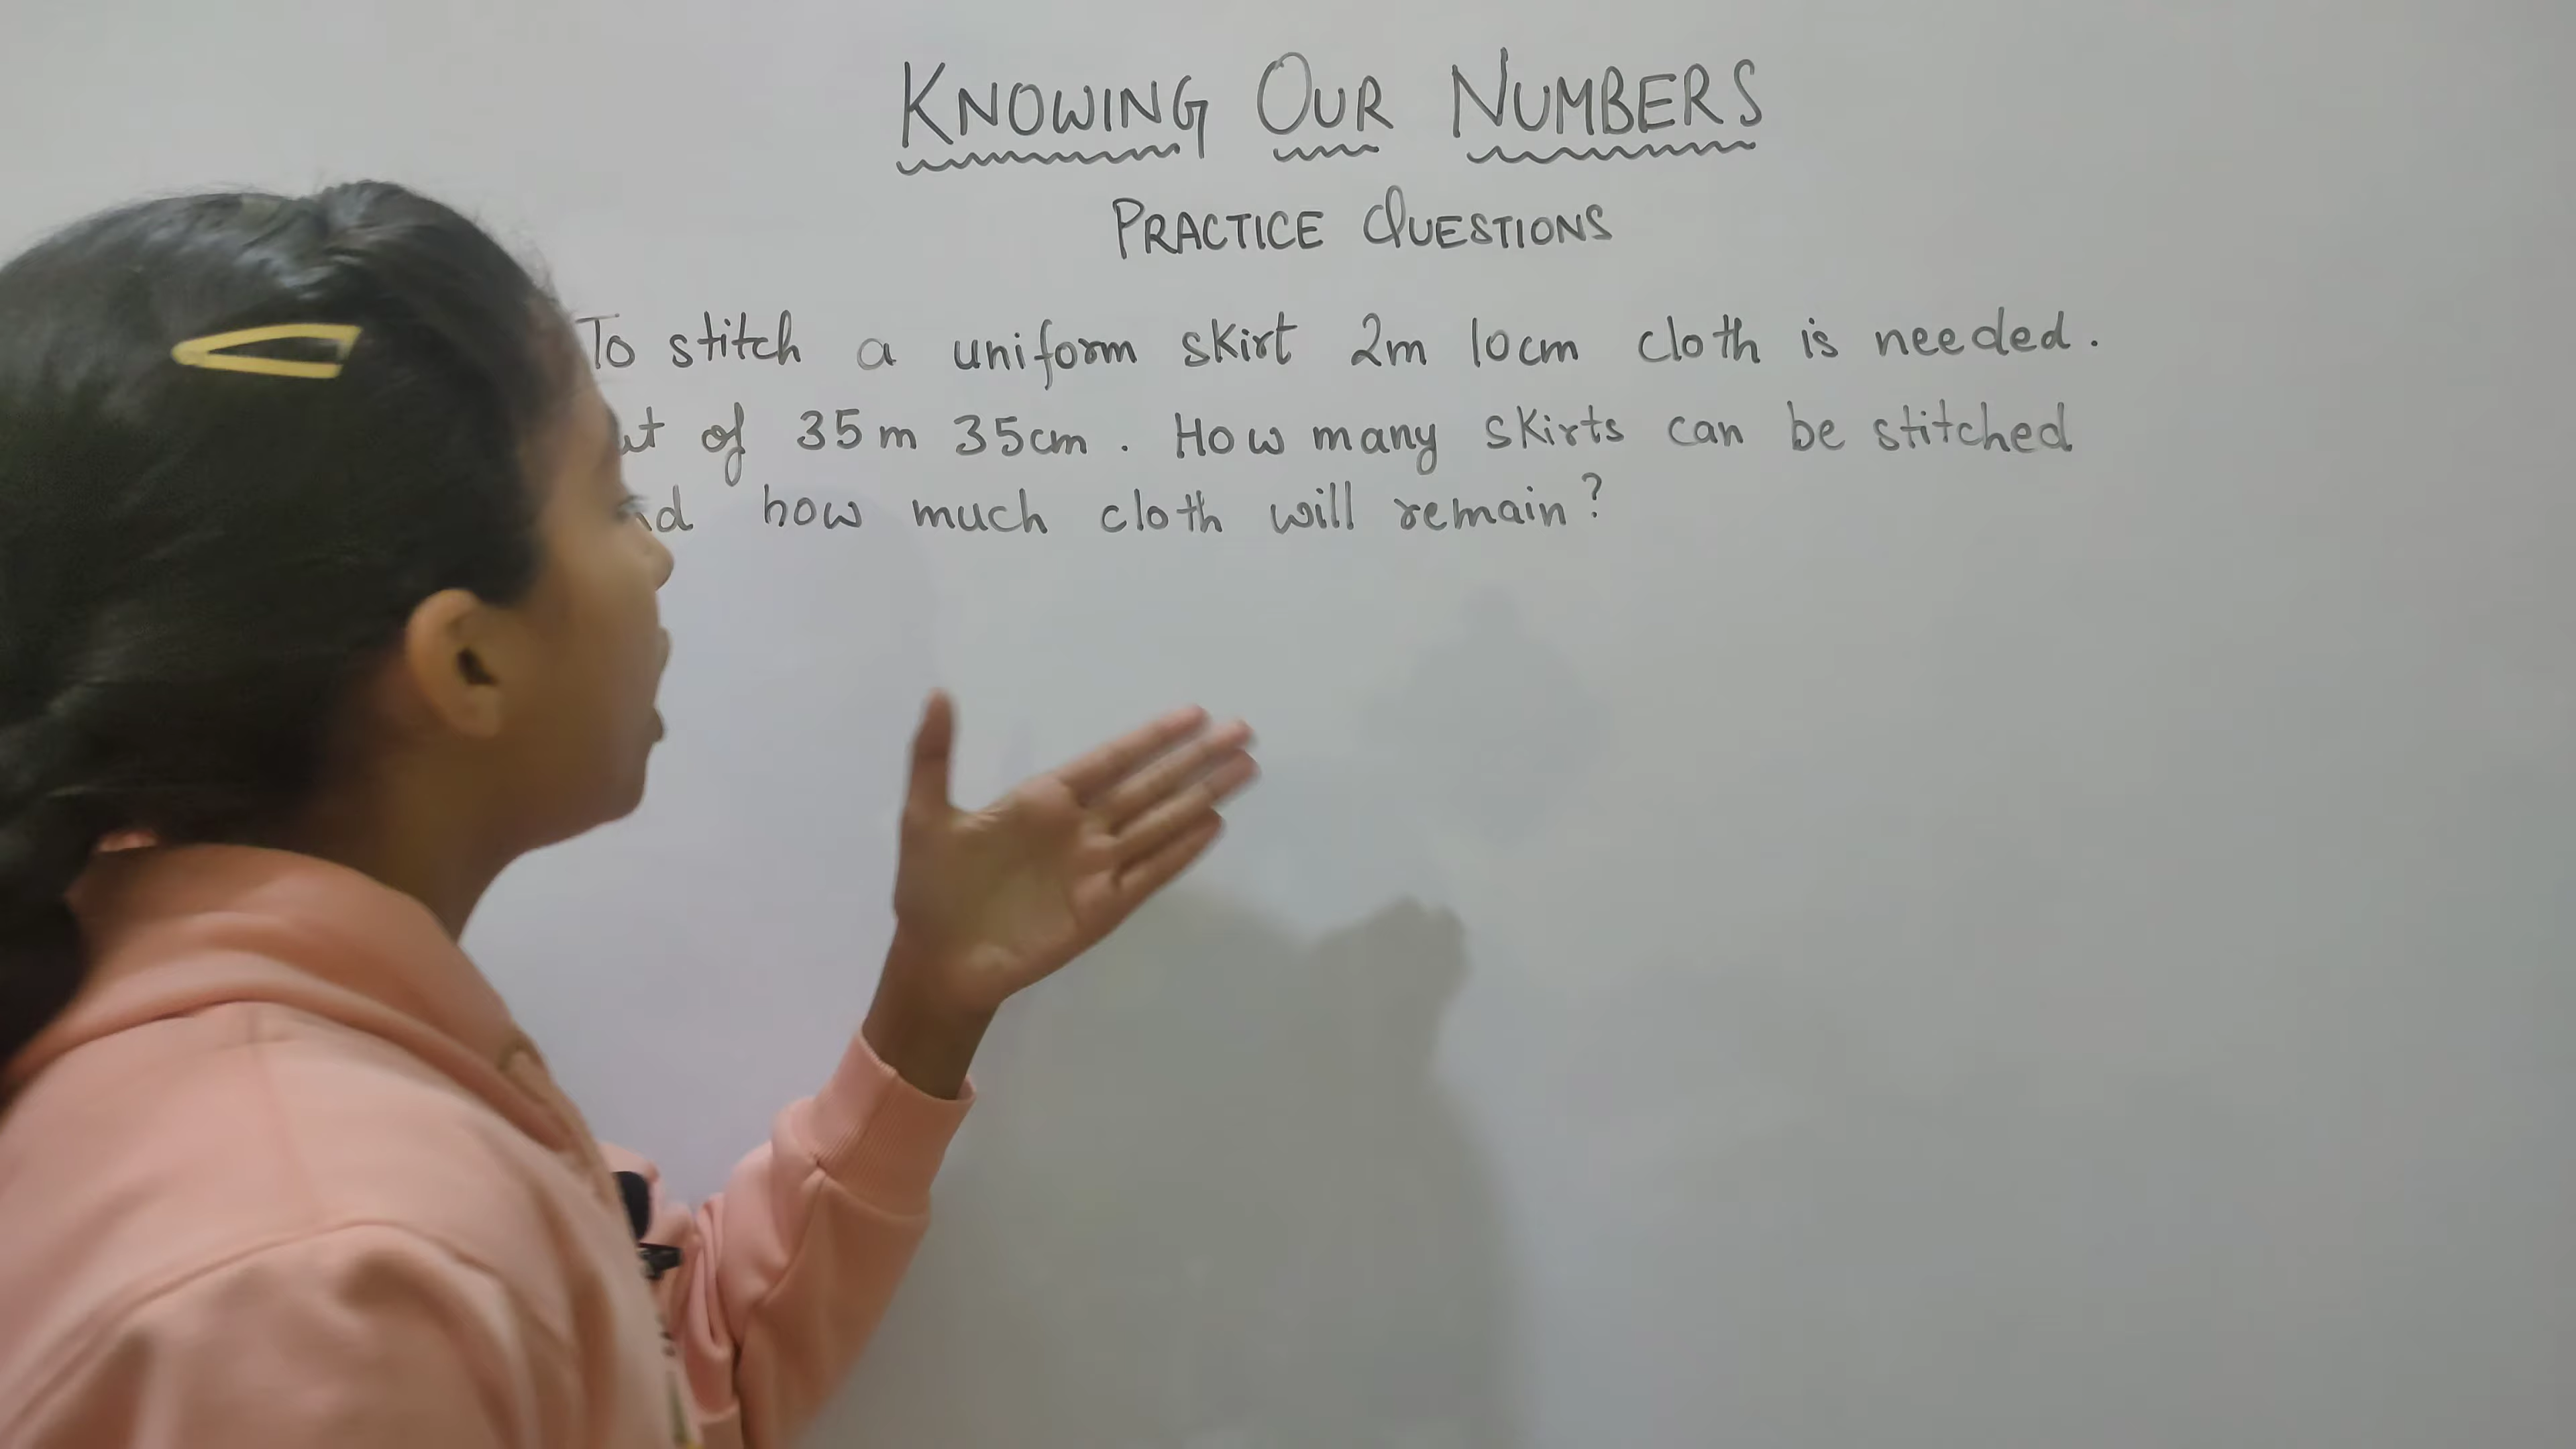 KNOWING OUR NUMBERS
PRACTICE QUESTIONS
To stitch a uniform skirt 2m 10cm cloth is needed.
of 35m 35cm. How many skirts can be stitched
how much cloth will remain?